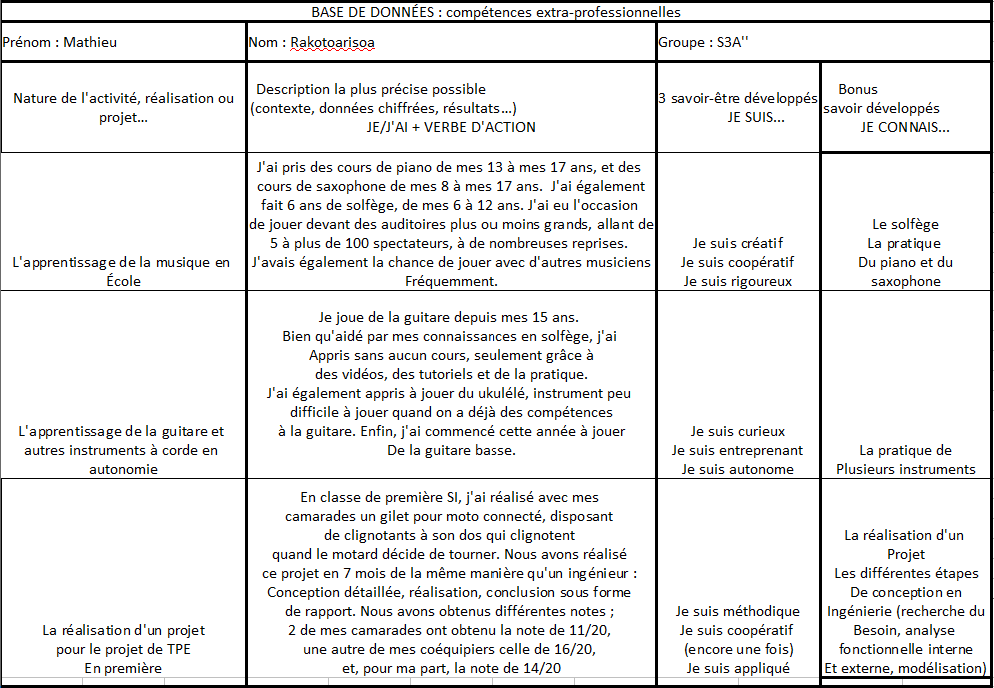 BASE DE DONNÉES : compétences extra-professionnelles
Prénom : Mathieu
Nom : Rakotoarisoa
Groupe : S3A''
Nature de l'activité, réalisation ou
projet...
Description la plus précise possible
(contexte, données chiffrées, résultats...)
JE/J'AI + VERBE D'ACTION
3 savoir-être développés
JE SUIS...
Bonus
savoir développés
JE CONNAIS...
L'apprentissage de la musique en
École
J'ai pris des cours de piano de mes 13 à mes 17 ans, et des
cours de saxophone de mes 8 à mes 17 ans. J'ai également
fait 6 ans de solfège, de mes 6 à 12 ans. J'ai eu l'occasion
de jouer devant des auditoires plus ou moins grands, allant de
5 à plus de 100 spectateurs, à de nombreuses reprises.
J'avais également la chance de jouer avec d'autres musiciens
Fréquemment.
Je suis créatif
Je suis coopératif
Je suis rigoureux
Le solfège
La pratique
Du piano et du
saxophone
L'apprentissage de la guitare et
autres instruments à corde en
autonomie
Je joue de la guitare depuis mes 15 ans.
Bien qu'aidé par mes connaissances en solfège, j'ai
Appris sans aucun cours, seulement grâce à
des vidéos, des tutoriels et de la pratique.
J'ai également appris à jouer du ukulélé, instrument peu
difficile à jouer quand on a déjà des compétences
à la guitare. Enfin, j'ai commencé cette année à jouer
De la guitare basse.
Je suis curieux
Je suis entreprenant
Je suis autonome
La pratique de
Plusieurs instruments
La réalisation d'un projet
pour le projet de TPE
En première
En classe de première SI, j'ai réalisé avec mes
camarades un gilet pour moto connecté, disposant
de clignotants à son dos qui clignotent
quand le motard décide de tourner. Nous avons réalisé
ce projet en 7 mois de la même manière qu'un ingénieur :
Conception détaillée, réalisation, conclusion sous forme
de rapport. Nous avons obtenus différentes notes ;
2 de mes camarades ont obtenu la note de 11/20,
une autre de mes coéquipiers celle de 16/20,
et, pour ma part, la note de 14/20
Je suis méthodique
Je suis coopératif
(encore une fois)
Je suis appliqué
La réalisation d'un
Projet
Les différentes étapes
De conception en
Ingénierie (recherche du
Besoin, analyse
fonctionnelle interne
Et externe, modélisation)